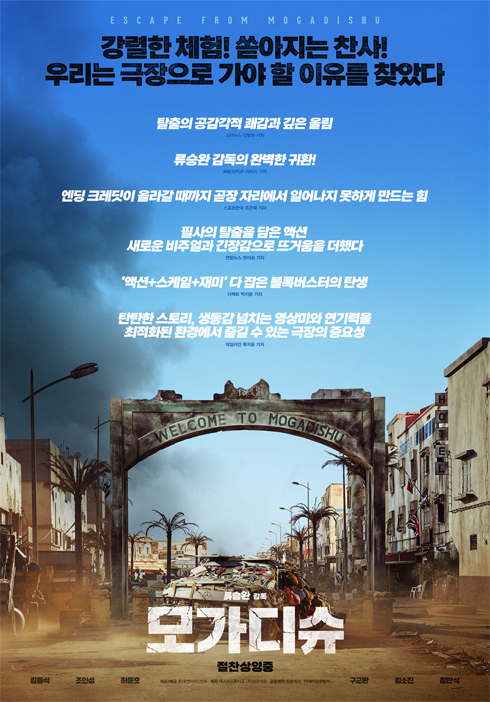 ESCAPE FROM MOGADISHU
강렬한 체험! 쏟아지는 찬사!
우리는 극장으로 가야 할 이유를 찾았다
탈출의 공감각적 쾌감과 깊은 울림
류승완 감독의 완벽한 귀환!
엔딩 크레딧이 올라갈 때까지 곧장 자리에서 일어나지 못하게 만드는 힘
필사의 탈출을 담은 액션
새로운 비주얼과 긴장감으로 뜨거움을 더했다
"액션+스케일+재미" 다 잡은 블록버스터의 탄생
탄탄한 스토리, 생동감 넘치는 영상미와 연기력을
최적화된 환경에서 즐길 수 있는 극장의 중요성
WELCOME TO MOGADISHU
HOTEL
류승완 감독
모가디슈
절찬상영중
김윤석 조인성 허준호 구교환 김소진 정만식